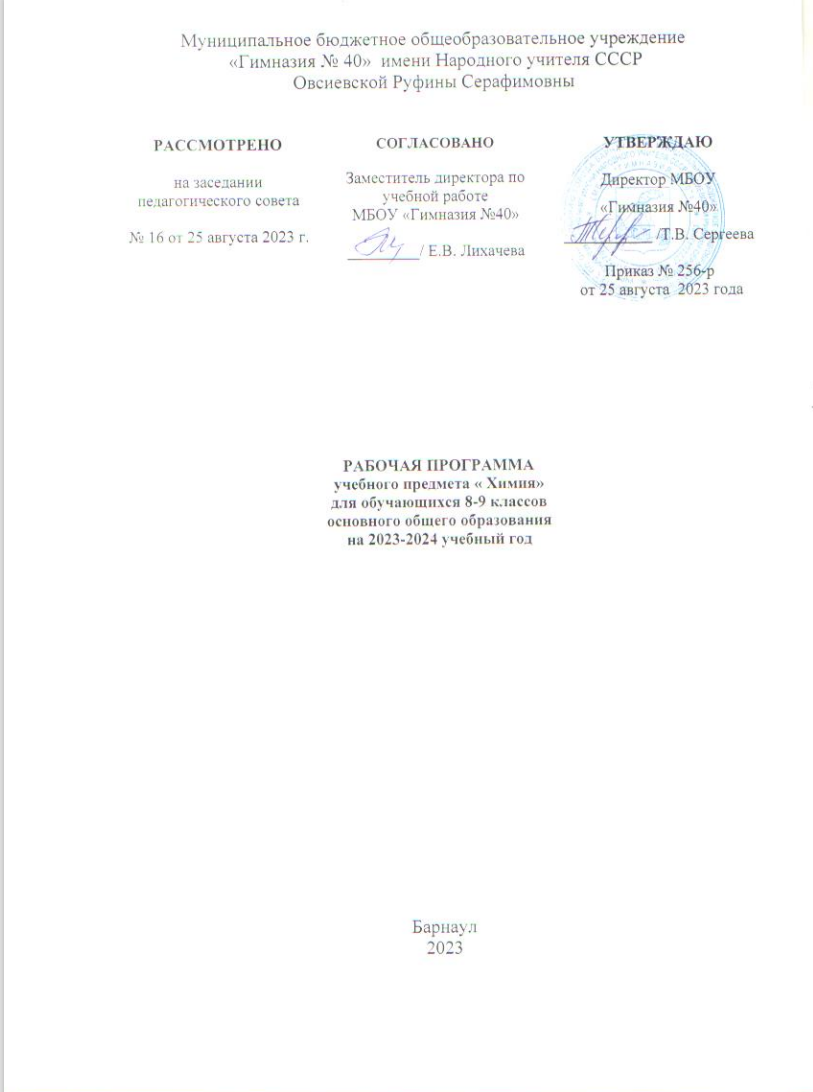 Муниципальное бюджетное общеобразовательное учреждение
«Гимназия № 40» имени Народного учителя СССР
Овсиевской Руфины Серафимовны
РАССМОТРЕНО
на заседании
педагогического совета
№ 16 от 25 августа 2023 г.
СОГЛАСОВАНО
Заместитель директора по
учебной работе
МБОУ «Гимназия №40»
_________/ Е.В. Лихачева
УТВЕРЖДАЮ
Директор МБОУ
«Гимназия №40»
___________ /Т.В. Сергеева
Приказ № 256-р
от 25 августа 2023 года
РАБОЧАЯ ПРОГРАММА
учебного предмета « Химия»
для обучающихся 8-9 классов
основного общего образования
на 2023-2024 учебный год
Барнаул
2023